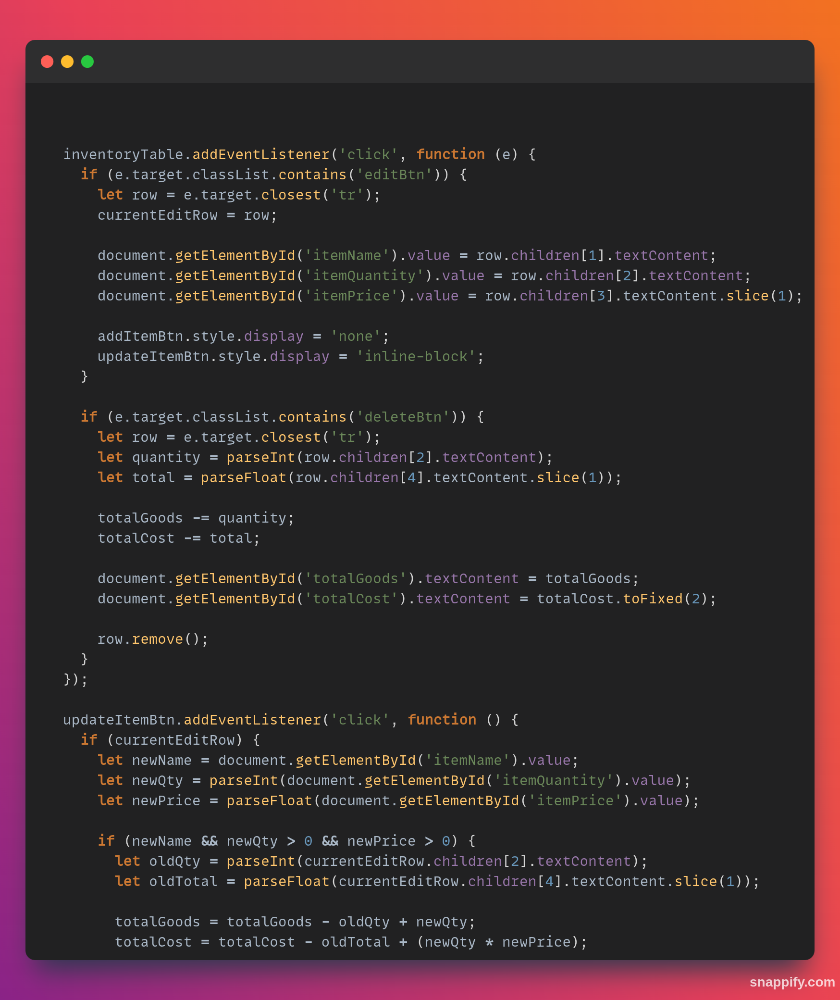 inventoryTable.addEventListener('click', function (e) {
  if (e.target.classList.contains('editBtn')) {
    let row = e.target.closest('tr');
    currentEditRow = row;

    document.getElementById('itemName').value = row.children[1].textContent;
    document.getElementById('itemQuantity').value = row.children[2].textContent;
    document.getElementById('itemPrice').value = row.children[3].textContent.slice(1);

    addItemBtn.style.display = 'none';
    updateItemBtn.style.display = 'inline-block';
  }

  if (e.target.classList.contains('deleteBtn')) {
    let row = e.target.closest('tr');
    let quantity = parseInt(row.children[2].textContent);
    let total = parseFloat(row.children[4].textContent.slice(1));

    totalGoods -= quantity;
    totalCost -= total;

    document.getElementById('totalGoods').textContent = totalGoods;
    document.getElementById('totalCost').textContent = totalCost.toFixed(2);

    row.remove();
  }
});

updateItemBtn.addEventListener('click', function () {
  if (currentEditRow) {
    let newName = document.getElementById('itemName').value;
    let newQty = parseInt(document.getElementById('itemQuantity').value);
    let newPrice = parseFloat(document.getElementById('itemPrice').value);

    if (newName && newQty > 0 && newPrice > 0) {
      let oldQty = parseInt(currentEditRow.children[2].textContent);
      let oldTotal = parseFloat(currentEditRow.children[4].textContent.slice(1));

      totalGoods = totalGoods - oldQty + newQty;
      totalCost = totalCost - oldTotal + (newQty * newPrice);
snappify.com